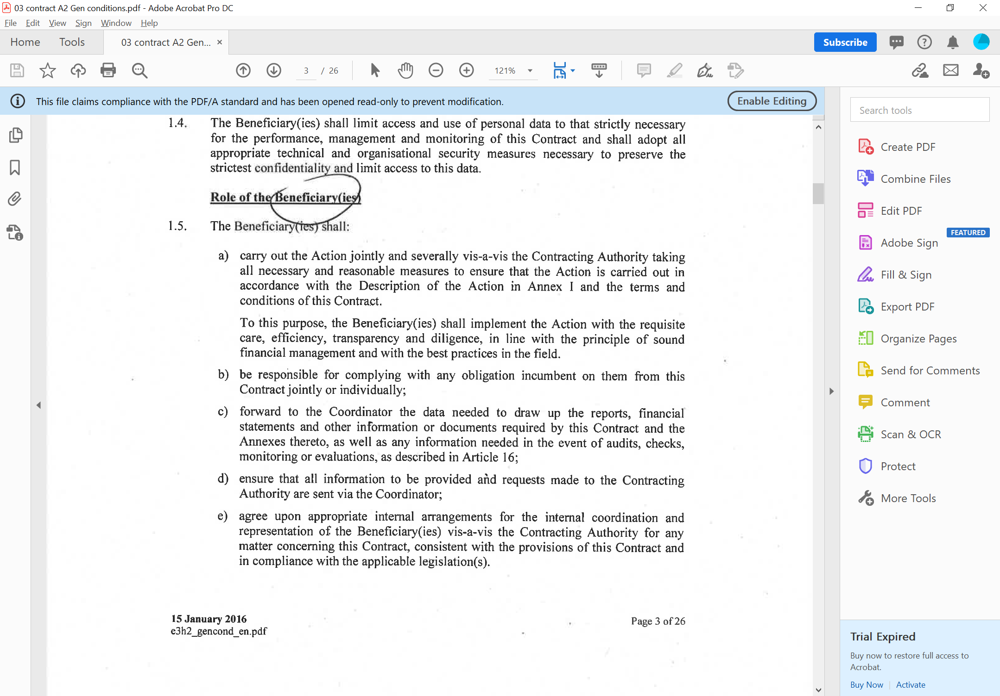 03 contract A2 Gen conditions.pdf - Adobe Acrobat Pro DC
File Edit View Sign Window Help
Home Tools 03 contract A2 Gen... × Subscribe
3 / 26 121%
This file claims compliance with the PDF/A standard and has been opened read-only to prevent modification. Enable Editing
1.4. The Beneficiary(ies) shall limit access and use of personal data to that strictly necessary
for the performance, management and monitoring of this Contract and shall adopt all
appropriate technical and organisational security measures necessary to preserve the
strictest confidentiality and limit access to this data.
Role of the Beneficiary(ies)
1.5. The Beneficiary(ies) shall:
a) carry out the Action jointly and severally vis-a-vis the Contracting Authority taking
all necessary and reasonable measures to ensure that the Action is carried out in
accordance with the Description of the Action in Annex I and the terms and
conditions of this Contract.
To this purpose, the Beneficiary(ies) shall implement the Action with the requisite
care, efficiency, transparency and diligence, in line with the principle of sound
financial management and with the best practices in the field.
b) be responsible for complying with any obligation incumbent on them from this
Contract jointly or individually;
c) forward to the Coordinator the data needed to draw up the reports, financial
statements and other information or documents required by this Contract and the
Annexes thereto, as well as any information needed in the event of audits, checks,
monitoring or evaluations, as described in Article 16;
d) ensure that all information to be provided and requests made to the Contracting
Authority are sent via the Coordinator;
e) agree upon appropriate internal arrangements for the internal coordination and
representation of the Beneficiary(ies) vis-a-vis the Contracting Authority for any
matter concerning this Contract, consistent with the provisions of this Contract and
in compliance with the applicable legislation(s).
15 January 2016
e3h2_gencond_en.pdf
Page 3 of 26
Search tools
Create PDF
Combine Files
Edit PDF
FEATURED
Adobe Sign
Fill & Sign
Export PDF
Organize Pages
Send for Comments
Comment
Scan & OCR
Protect
More Tools
Trial Expired
Buy now to restore full access to
Acrobat.
Buy Now | Activate